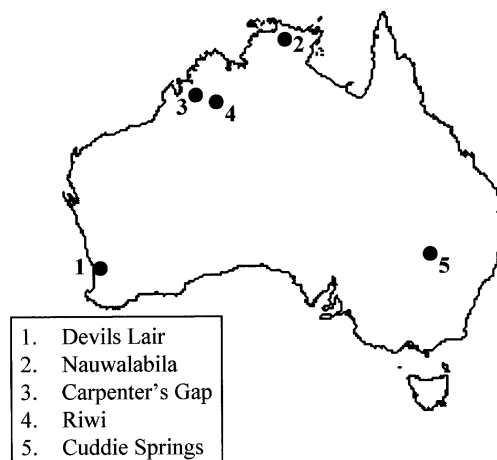 2
3
4
1
5
1. Devils Lair
2. Nauwalabila
3. Carpenter's Gap
4. Riwi
5. Cuddie Springs